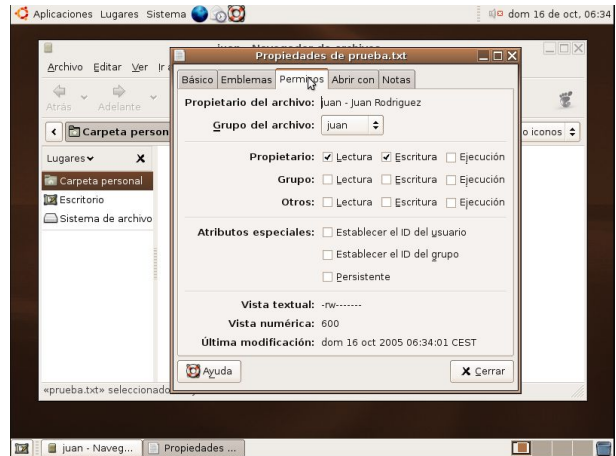 Aplicaciones Lugares Sistema dom 16 de oct, 06:34
Propiedades de prueba.txt
Archivo Editar Ver
Básico Emblemas Permisos Abrir con Notas
Atrás Adelante
Propietario del archivo: juan - Juan Rodriguez
Grupo del archivo: juan
Carpeta person
o iconos
Lugares
Propietario: Lectura Escritura Ejecución
Carpeta personal
Grupo: Lectura Escritura Ejecución
Escritorio
Otros: Lectura Escritura Ejecución
Sistema de archivo
Atributos especiales: Establecer el ID del usuario
Establecer el ID del grupo
Persistente
Vista textual: -rw-------
Vista numérica: 600
Última modificación: dom 16 oct 2005 06:34:01 CEST
Ayuda Cerrar
«prueba.txt» seleccionado
juan - Naveg... Propiedades ...